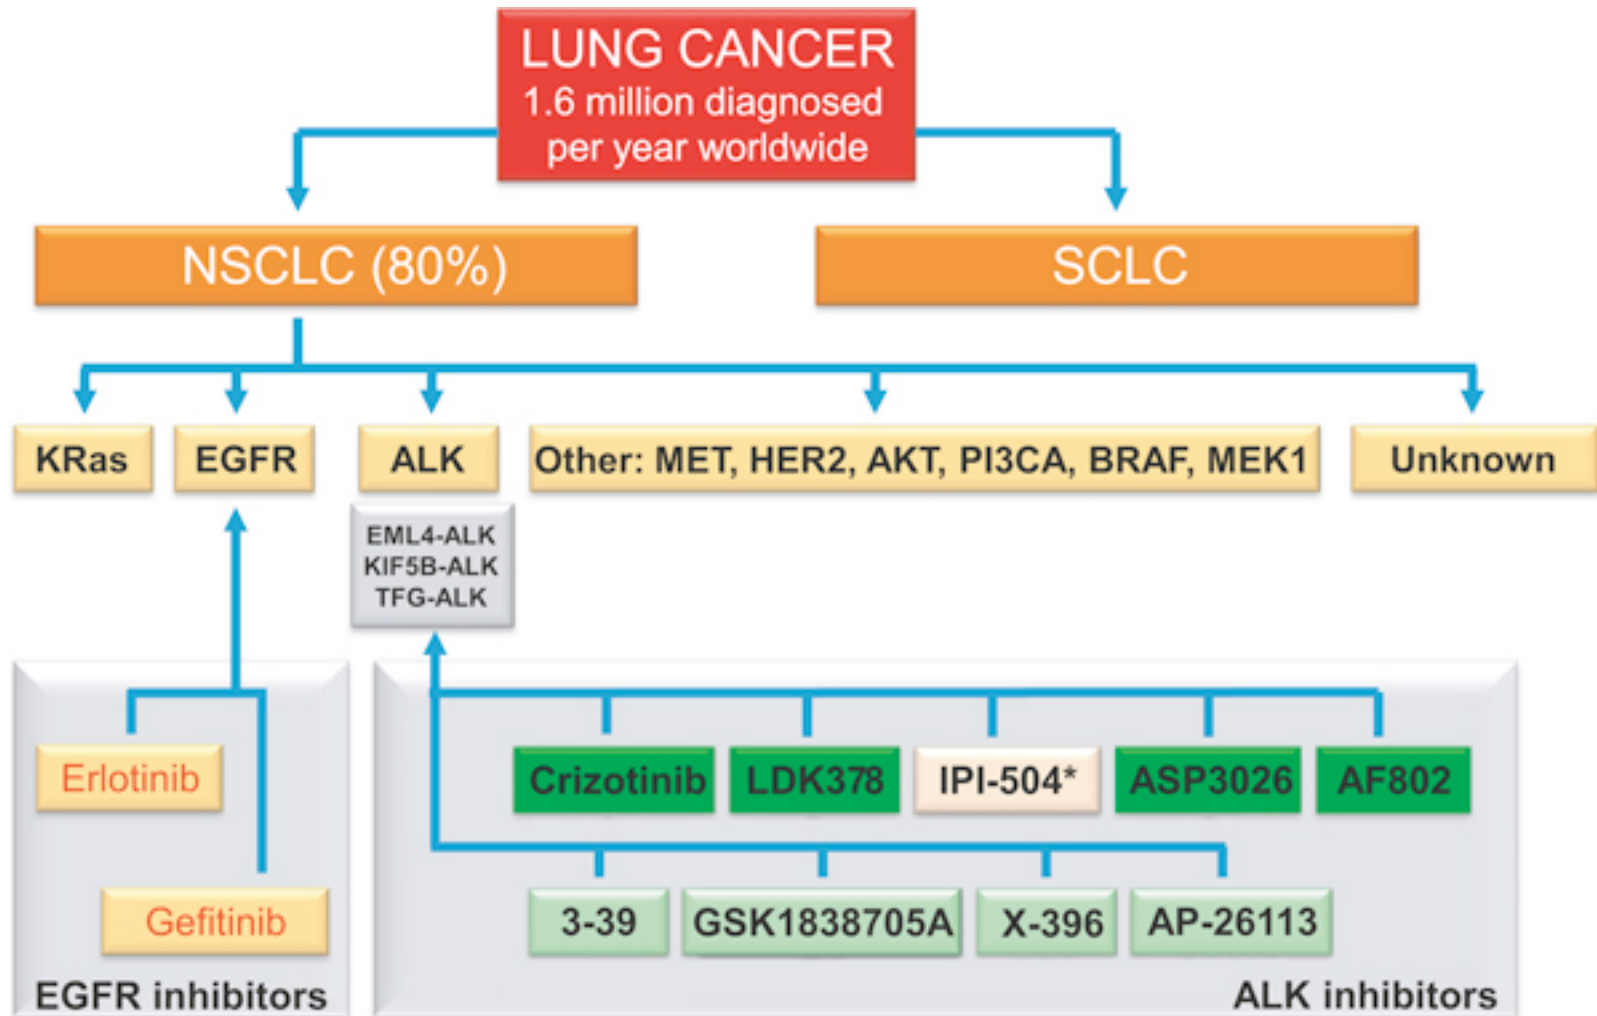 LUNG CANCER
1.6 million diagnosed
per year worldwide
NSCLC (80%)
SCLC
KRas
EGFR
ALK
Other: MET, HER2, AKT, PI3CA, BRAF, MEK1
Unknown
EML4-ALK
KIF5B-ALK
TFG-ALK
Erlotinib
Gefitinib
EGFR inhibitors
Crizotinib
LDK378
IPI-504*
ASP3026
AF802
3-39
GSK1838705A
X-396
AP-26113
ALK inhibitors